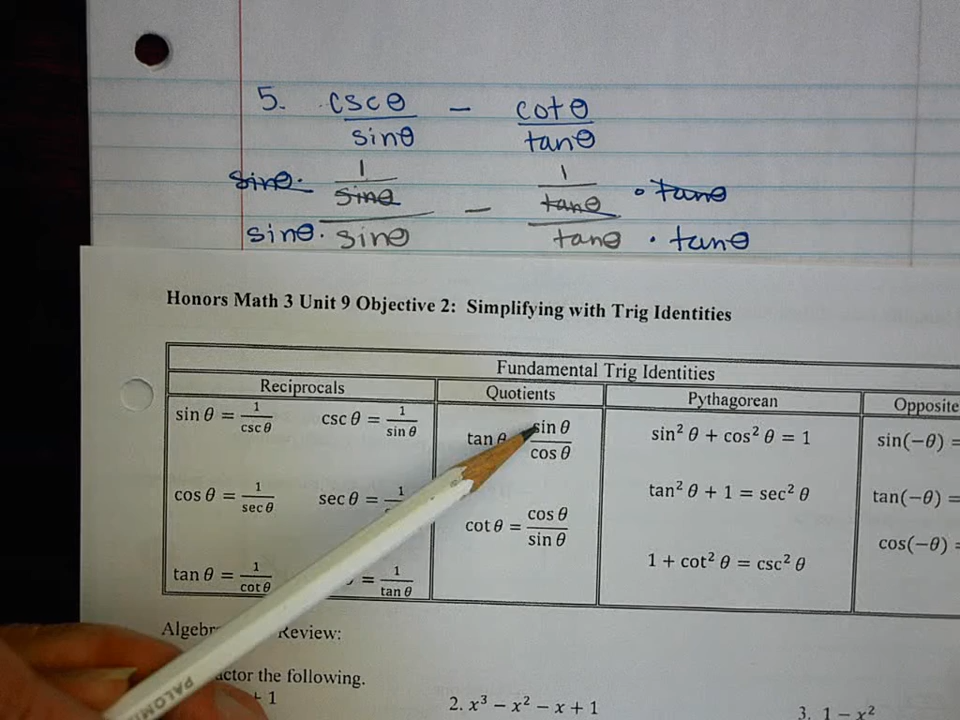 5. cscθ/sinθ − cotθ/tanθ
sinθ · 1/sinθ − 1/tanθ · tanθ
sinθ · sinθ tanθ · tanθ
Honors Math 3 Unit 9 Objective 2: Simplifying with Trig Identities
Fundamental Trig Identities
Reciprocals Quotients Pythagorean Opposite
sin θ = 1/csc θ csc θ = 1/sin θ tan θ sin θ/cos θ sin² θ + cos² θ = 1 sin(−θ) =
cos θ = 1/sec θ sec θ = 1 cot θ = cos θ/sin θ tan² θ + 1 = sec² θ tan(−θ) =
tan θ = 1/cot θ θ = 1/tan θ 1 + cot² θ = csc² θ cos(−θ) =
Review:
the following.
+ 1 2. x³ − x² − x + 1 3. 1 − x²
PALOMI